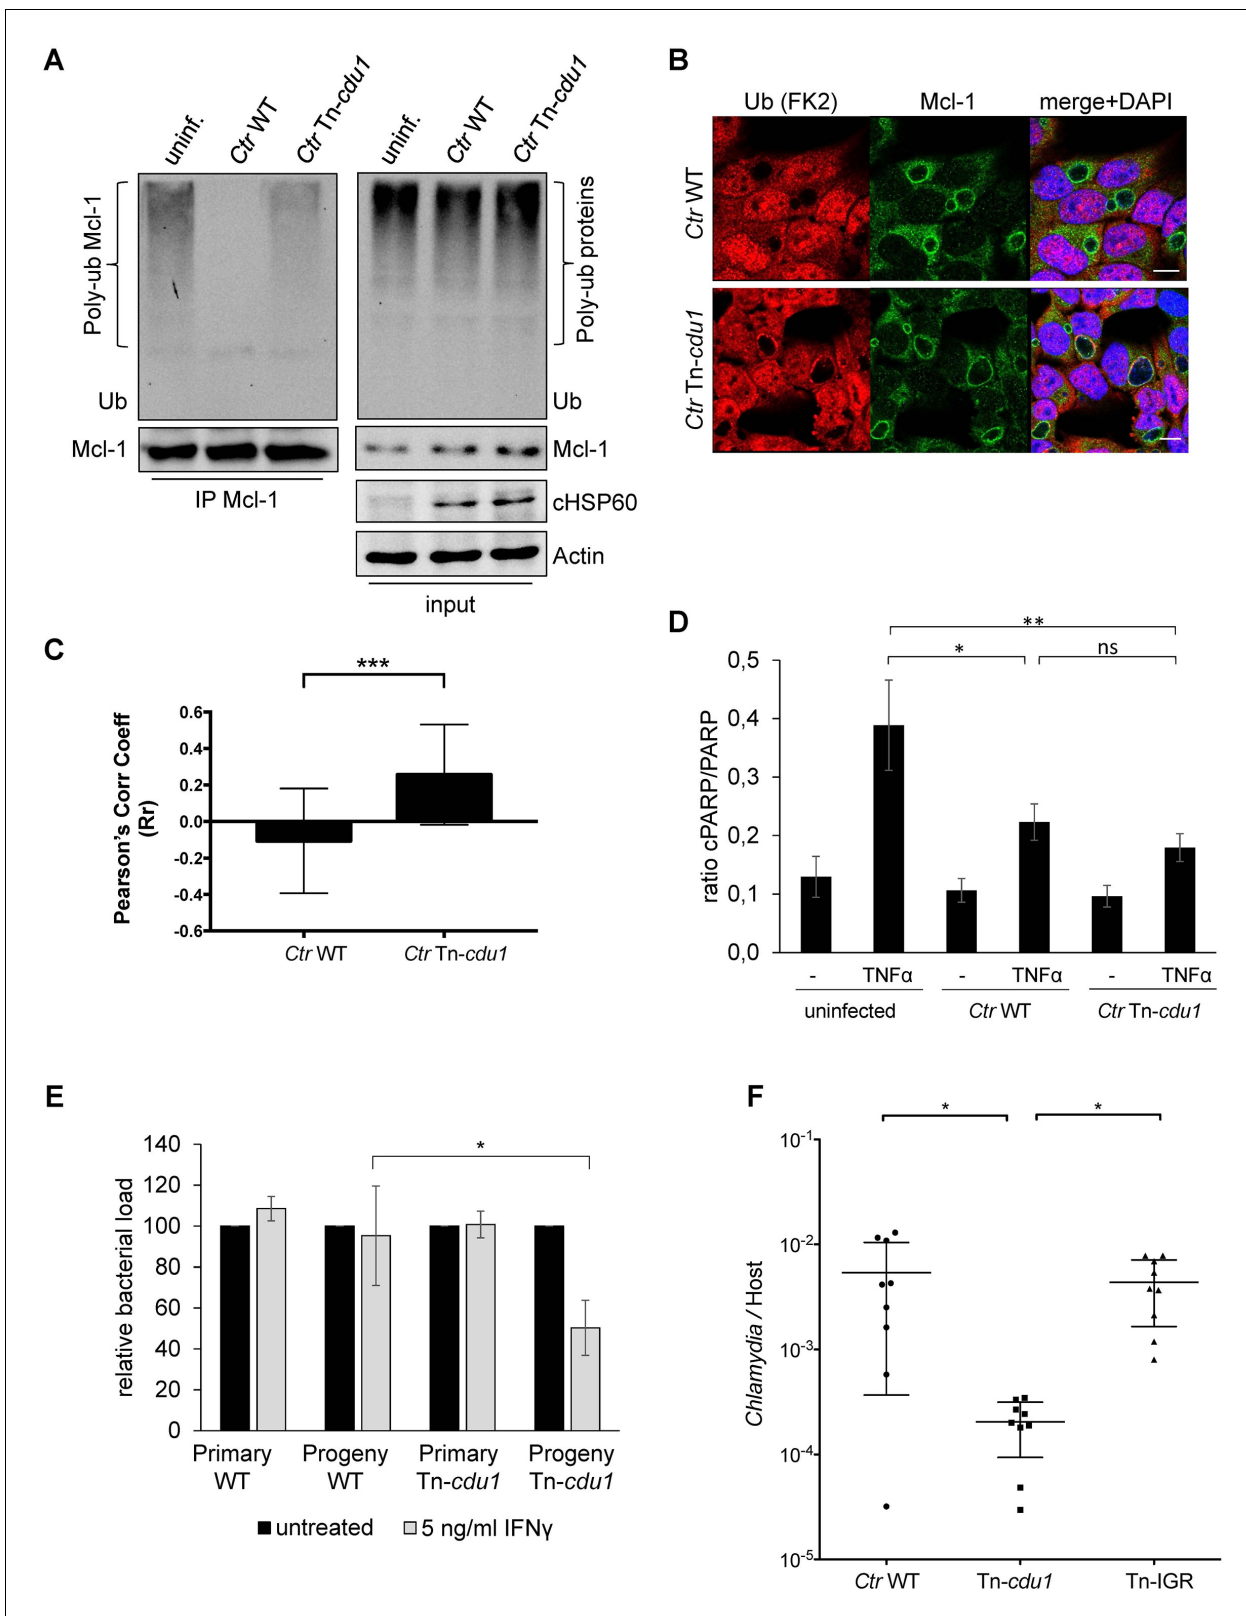 A
uninf.
Ctr WT
Ctr Tn-cdu1
uninf.
Ctr WT
Ctr Tn-cdu1
Poly-ub Mcl-1
Poly-ub proteins
Ub
Ub
Mcl-1
Mcl-1
IP Mcl-1
cHSP60
Actin
input
B
Ub (FK2)
Mcl-1
merge+DAPI
Ctr WT
Ctr Tn-cdu1
C
***
Pearson's Corr Coeff
(Rr)
0.6
0.4
0.2
0.0
-0.2
-0.4
-0.6
Ctr WT
Ctr Tn-cdu1
D
**
*
ns
ratio cPARP/PARP
0,5
0,4
0,3
0,2
0,1
0,0
- TNFα - TNFα - TNFα
uninfected Ctr WT Ctr Tn-cdu1
E
*
relative bacterial load
140
120
100
80
60
40
20
0
Primary Progeny Primary Progeny
WT WT Tn-cdu1 Tn-cdu1
untreated 5 ng/ml IFNγ
F
* *
Chlamydia / Host
10-1
10-2
10-3
10-4
10-5
Ctr WT Tn-cdu1 Tn-IGR